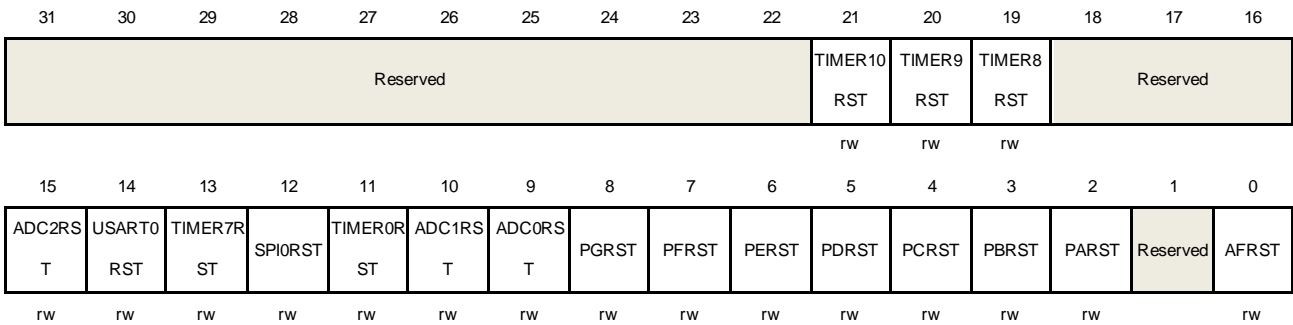 31 30 29 28 27 26 25 24 23 22 21 20 19 18 17 16
Reserved TIMER10 RST TIMER9 RST TIMER8 RST Reserved
rw rw rw
15 14 13 12 11 10 9 8 7 6 5 4 3 2 1 0
ADC2RS USART0 TIMER7R SPI0RST TIMER0R ADC1RS ADC0RS PGRST PFRST PERST PDRST PCRST PBRST PARST Reserved AFRST
T RST ST ST T T
rw rw rw rw rw rw rw rw rw rw rw rw rw rw rw